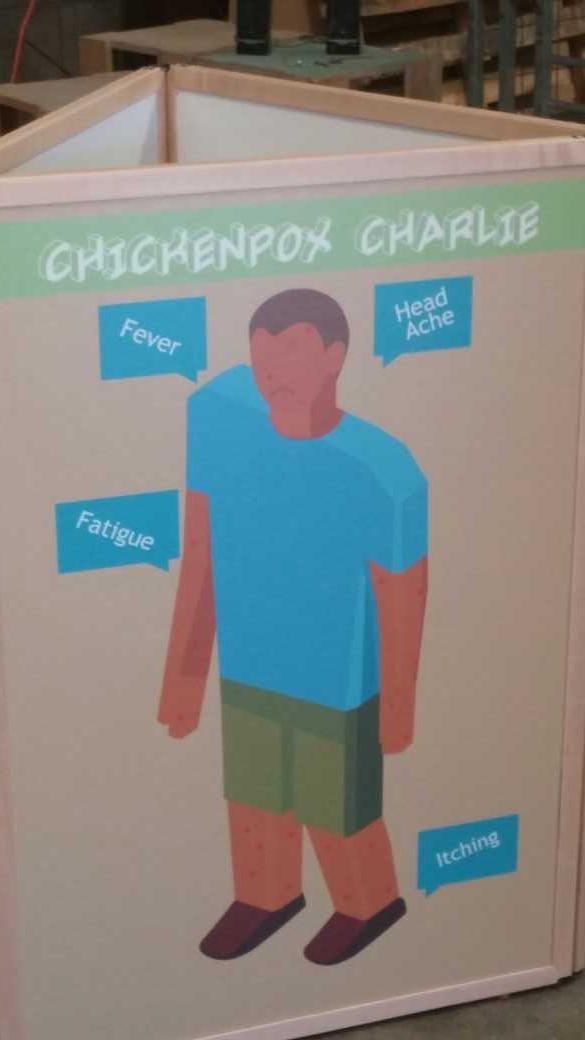 CHICKENPOX CHARLIE
Fever
Head
Ache
Fatigue
Itching